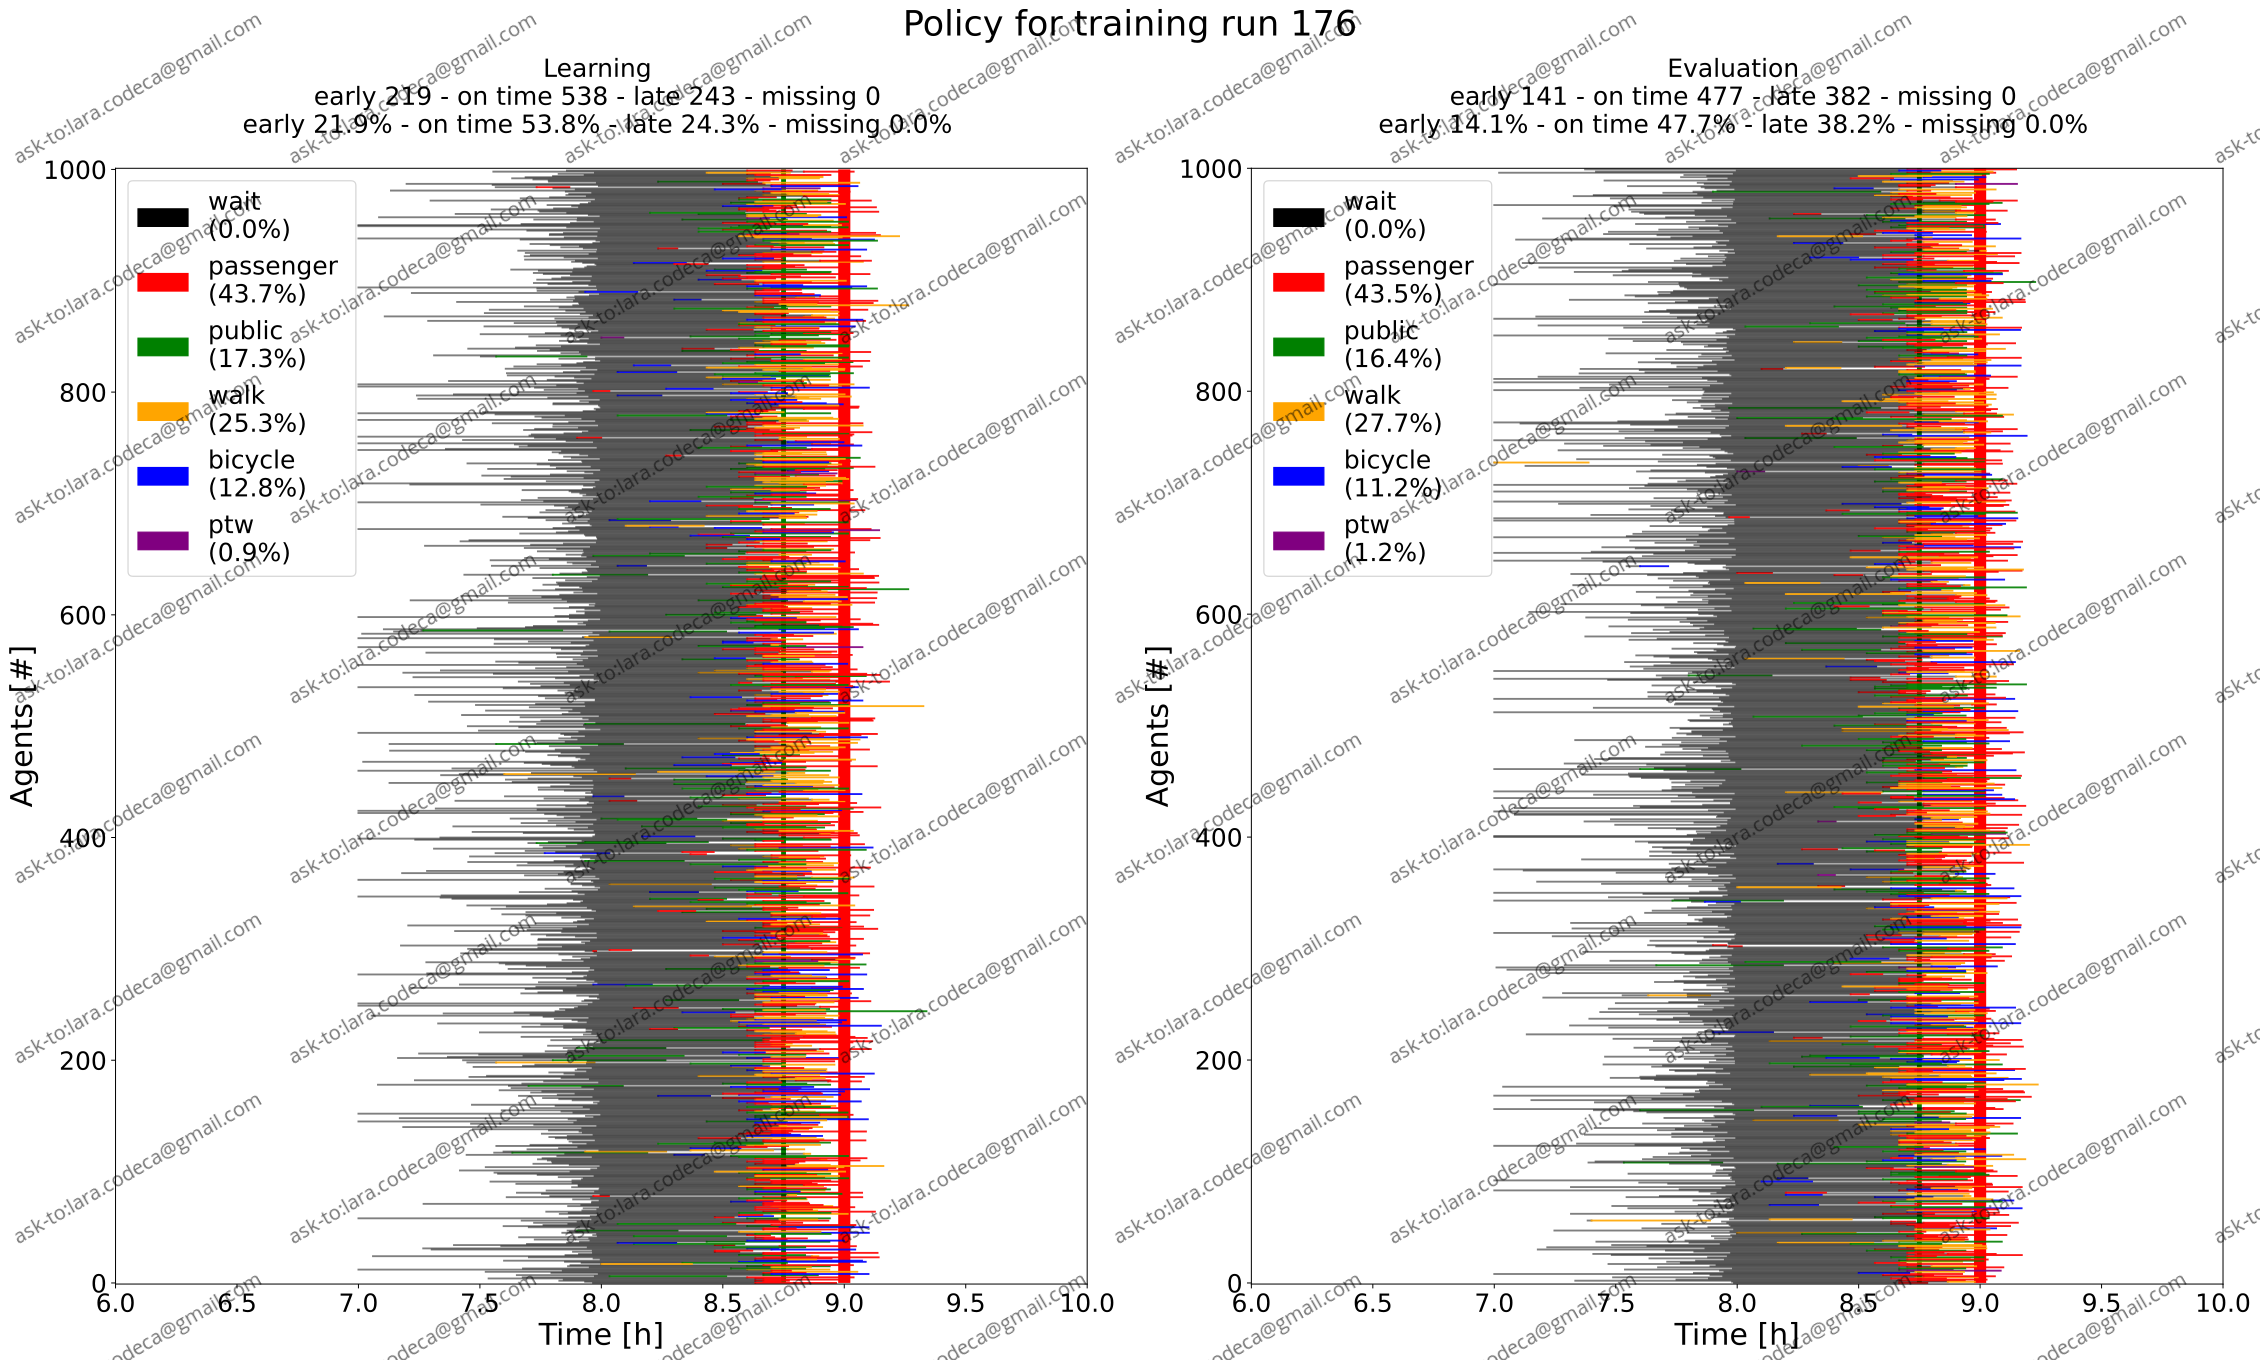 Policy for training run 176
Learning
early 219 - on time 538 - late 243 - missing 0
early 21.9% - on time 53.8% - late 24.3% - missing 0.0%
1000
800
600
400
200
0
Agents [#]
wait
(0.0%)
passenger
(43.7%)
public
(17.3%)
walk
(25.3%)
bicycle
(12.8%)
ptw
(0.9%)
6.0 6.5 7.0 7.5 8.0 8.5 9.0 9.5 10.0
Time [h]
Evaluation
early 141 - on time 477 - late 382 - missing 0
early 14.1% - on time 47.7% - late 38.2% - missing 0.0%
1000
800
600
400
200
0
Agents [#]
wait
(0.0%)
passenger
(43.5%)
public
(16.4%)
walk
(27.7%)
bicycle
(11.2%)
ptw
(1.2%)
6.0 6.5 7.0 7.5 8.0 8.5 9.0 9.5 10.0
Time [h]
ask-to:lara.codeca@gmail.com